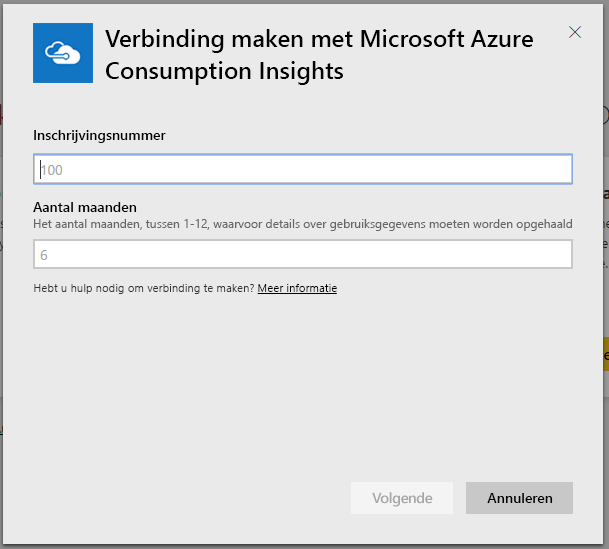 Verbinding maken met Microsoft Azure
Consumption Insights
Inschrijvingsnummer
100
Aantal maanden
Het aantal maanden, tussen 1-12, waarvoor details over gebruiksgegevens moeten worden opgehaald
6
Hebt u hulp nodig om verbinding te maken? Meer informatie
Volgende
Annuleren